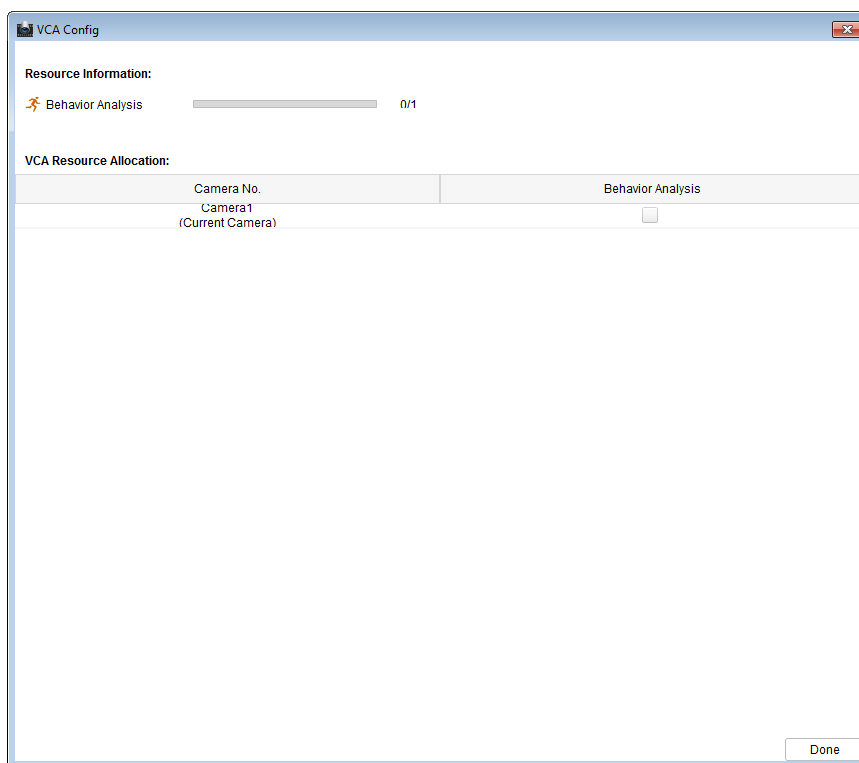 VCA Config
Resource Information:
Behavior Analysis 0/1
VCA Resource Allocation:
Camera No. Behavior Analysis
Camera1
(Current Camera)
Done